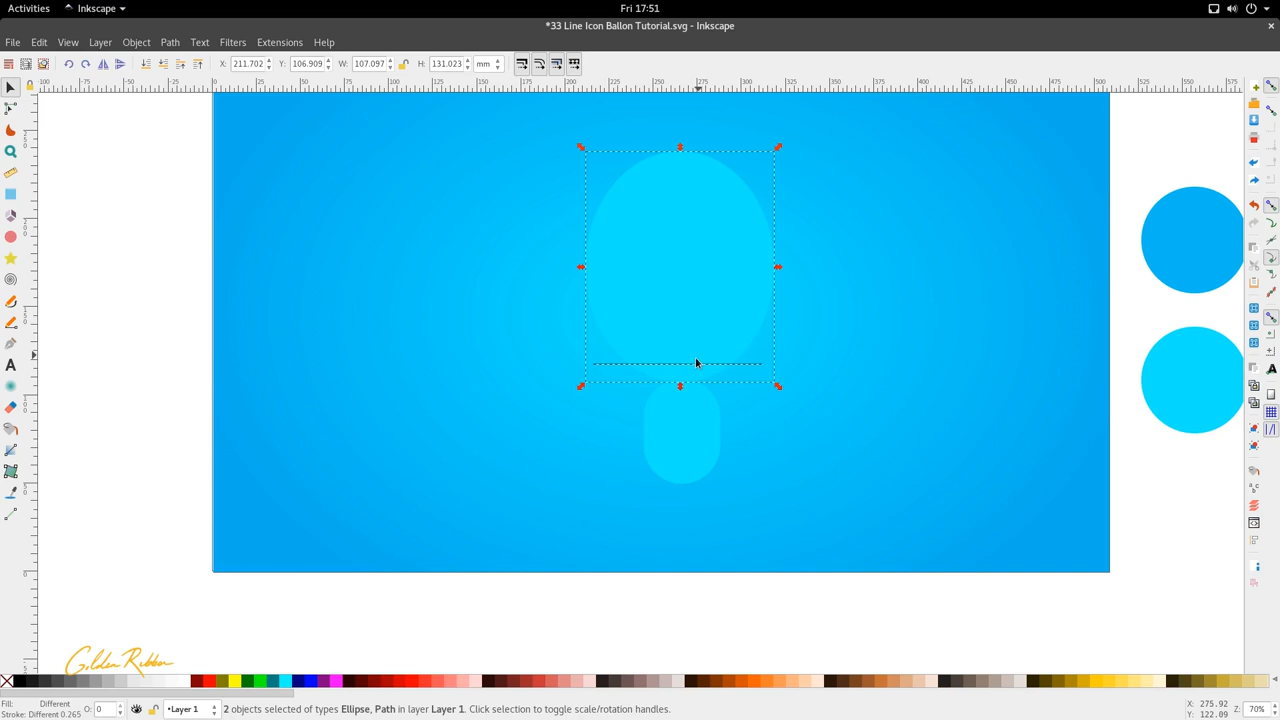 Activities
Inkscape
Fri 17:51
*33 Line Icon Ballon Tutorial.svg - Inkscape
File Edit View Layer Object Path Text Filters Extensions Help
X: 211.702 Y: 106.909 W: 107.097 H: 131.023 mm
Golden Ribbon
Fill: Different
Stroke: Different 0.265
O: 0
•Layer 1
2 objects selected of types Ellipse, Path in layer Layer 1. Click selection to toggle scale/rotation handles.
X: 275.92
Y: 122.09
Z: 70%